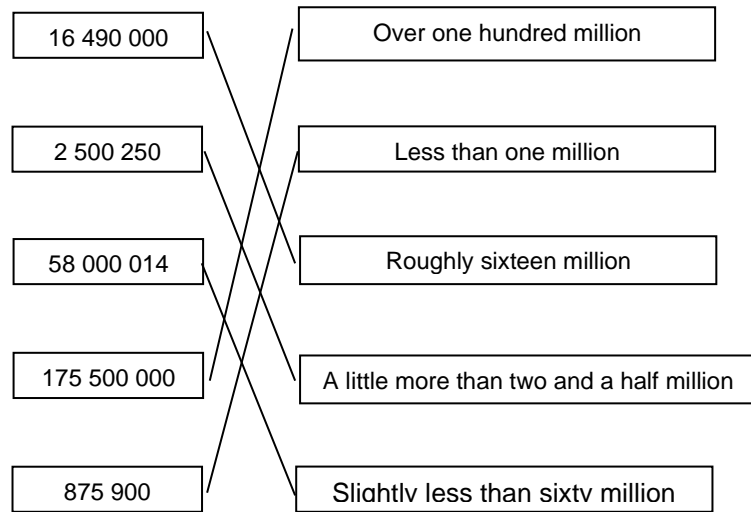 16 490 000
Over one hundred million
2 500 250
Less than one million
58 000 014
Roughly sixteen million
175 500 000
A little more than two and a half million
875 900
Slightly less than sixty million